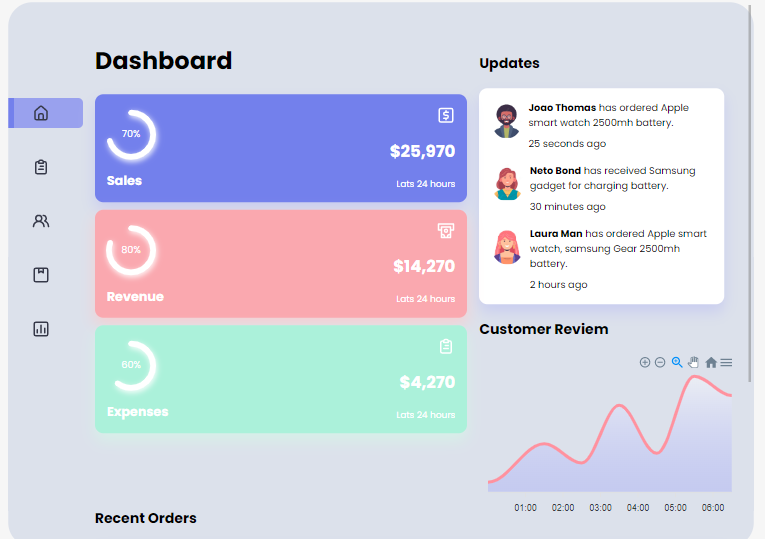 Dashboard
70%
$25,970
Sales
Lats 24 hours
80%
$14,270
Revenue
Lats 24 hours
60%
$4,270
Expenses
Lats 24 hours
Recent Orders
Updates
Joao Thomas has ordered Apple
smart watch 2500mh battery.
25 seconds ago
Neto Bond has received Samsung
gadget for charging battery.
30 minutes ago
Laura Man has ordered Apple smart
watch, samsung Gear 2500mh
battery.
2 hours ago
Customer Reviem
01:00 02:00 03:00 04:00 05:00 06:00